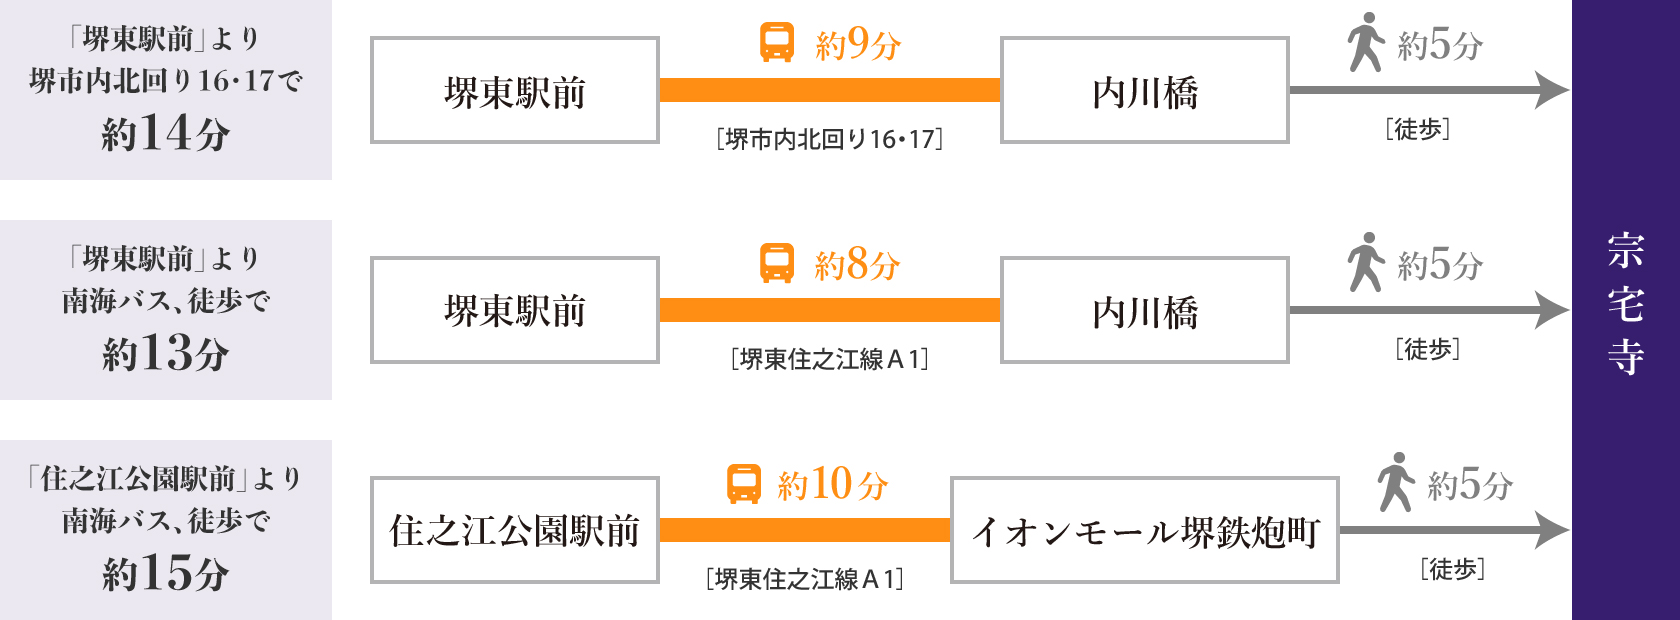 「堺東駅前」より
堺市内北回り16・17で
約14分
堺東駅前
約9分
[堺市内北回り16・17]
内川橋
約5分
[徒歩]
「堺東駅前」より
南海バス、徒歩で
約13分
堺東駅前
約8分
[堺東住之江線A1]
内川橋
約5分
[徒歩]
「住之江公園駅前」より
南海バス、徒歩で
約15分
住之江公園駅前
約10分
[堺東住之江線A1]
イオンモール堺鉄炮町
約5分
[徒歩]
宗宅寺